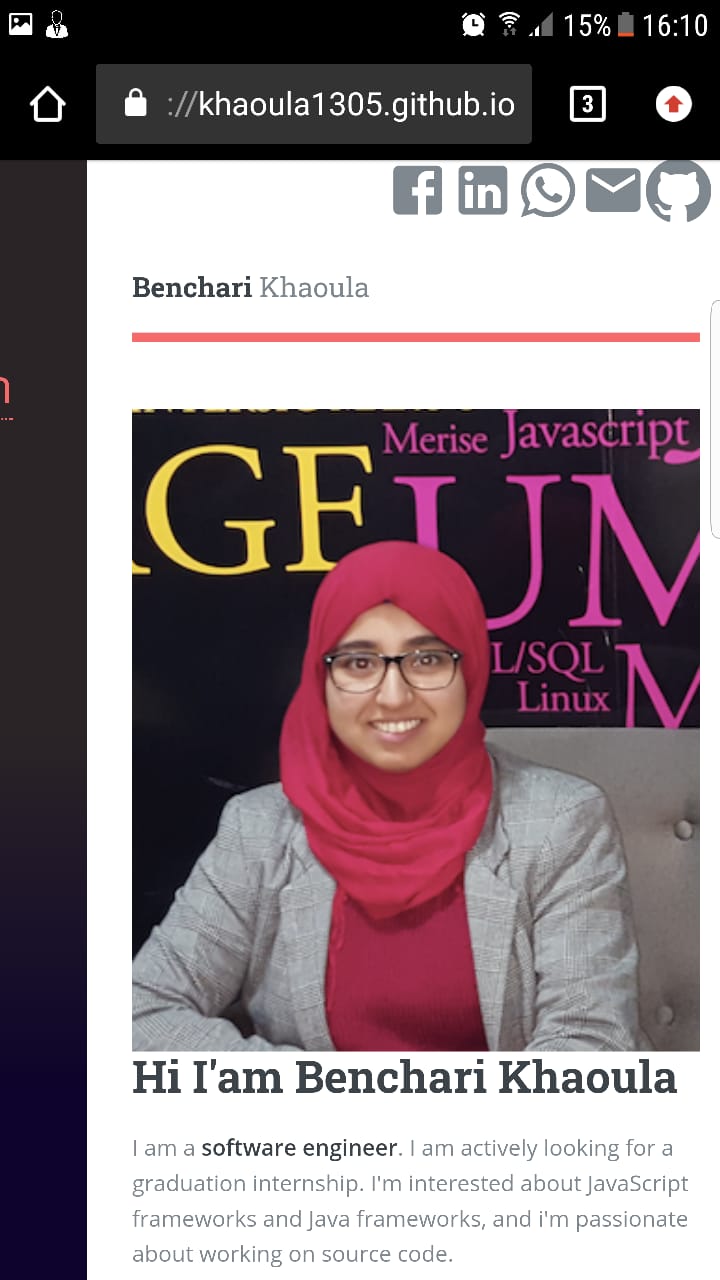 15% 16:10
://khaoula1305.github.io
3
Benchari Khaoula
Merise Javascript
GE
UM
L/SQL
Linux
M
Hi I'am Benchari Khaoula
I am a software engineer. I am actively looking for a
graduation internship. I'm interested about JavaScript
frameworks and Java frameworks, and i'm passionate
about working on source code.